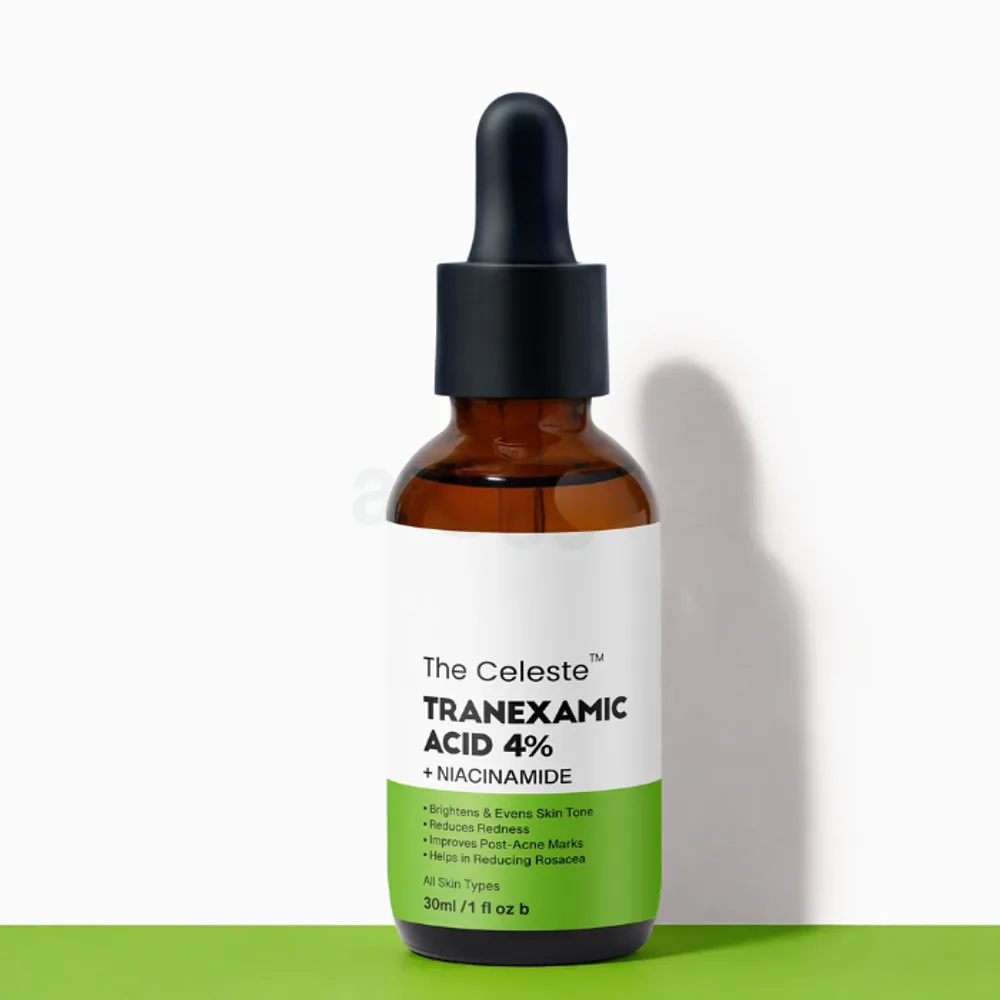 The Celeste™
TRANEXAMIC
ACID 4%
+ NIACINAMIDE
• Brightens & Evens Skin Tone
• Reduces Redness
• Improves Post-Acne Marks
• Helps in Reducing Rosacea
All Skin Types
30ml /1 fl oz b